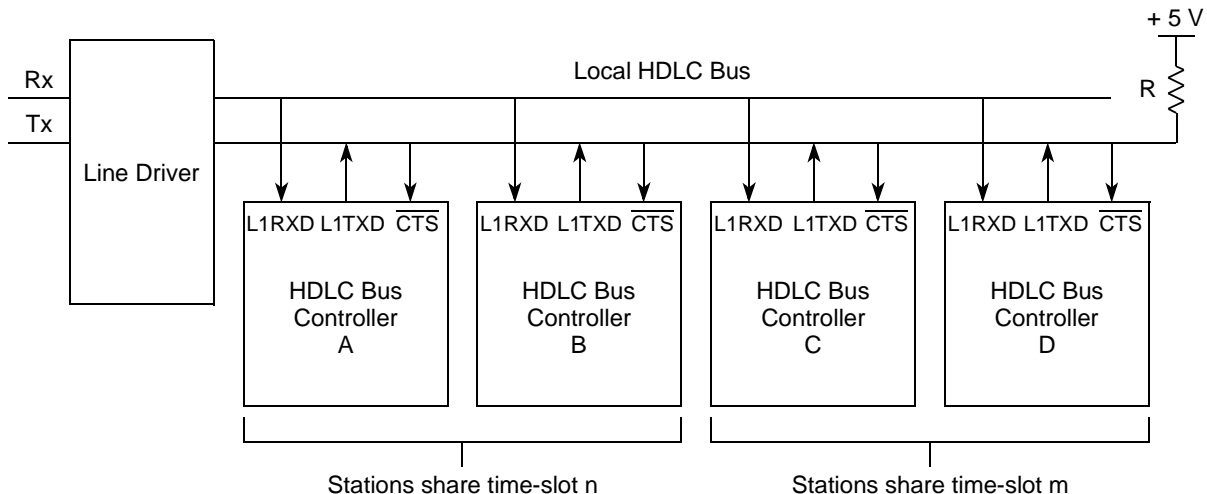 + 5 V
Local HDLC Bus
R
Rx
Tx
Line Driver
L1RXD L1TXD CTS
HDLC Bus
Controller
A
L1RXD L1TXD CTS
HDLC Bus
Controller
B
L1RXD L1TXD CTS
HDLC Bus
Controller
C
L1RXD L1TXD CTS
HDLC Bus
Controller
D
Stations share time-slot n
Stations share time-slot m